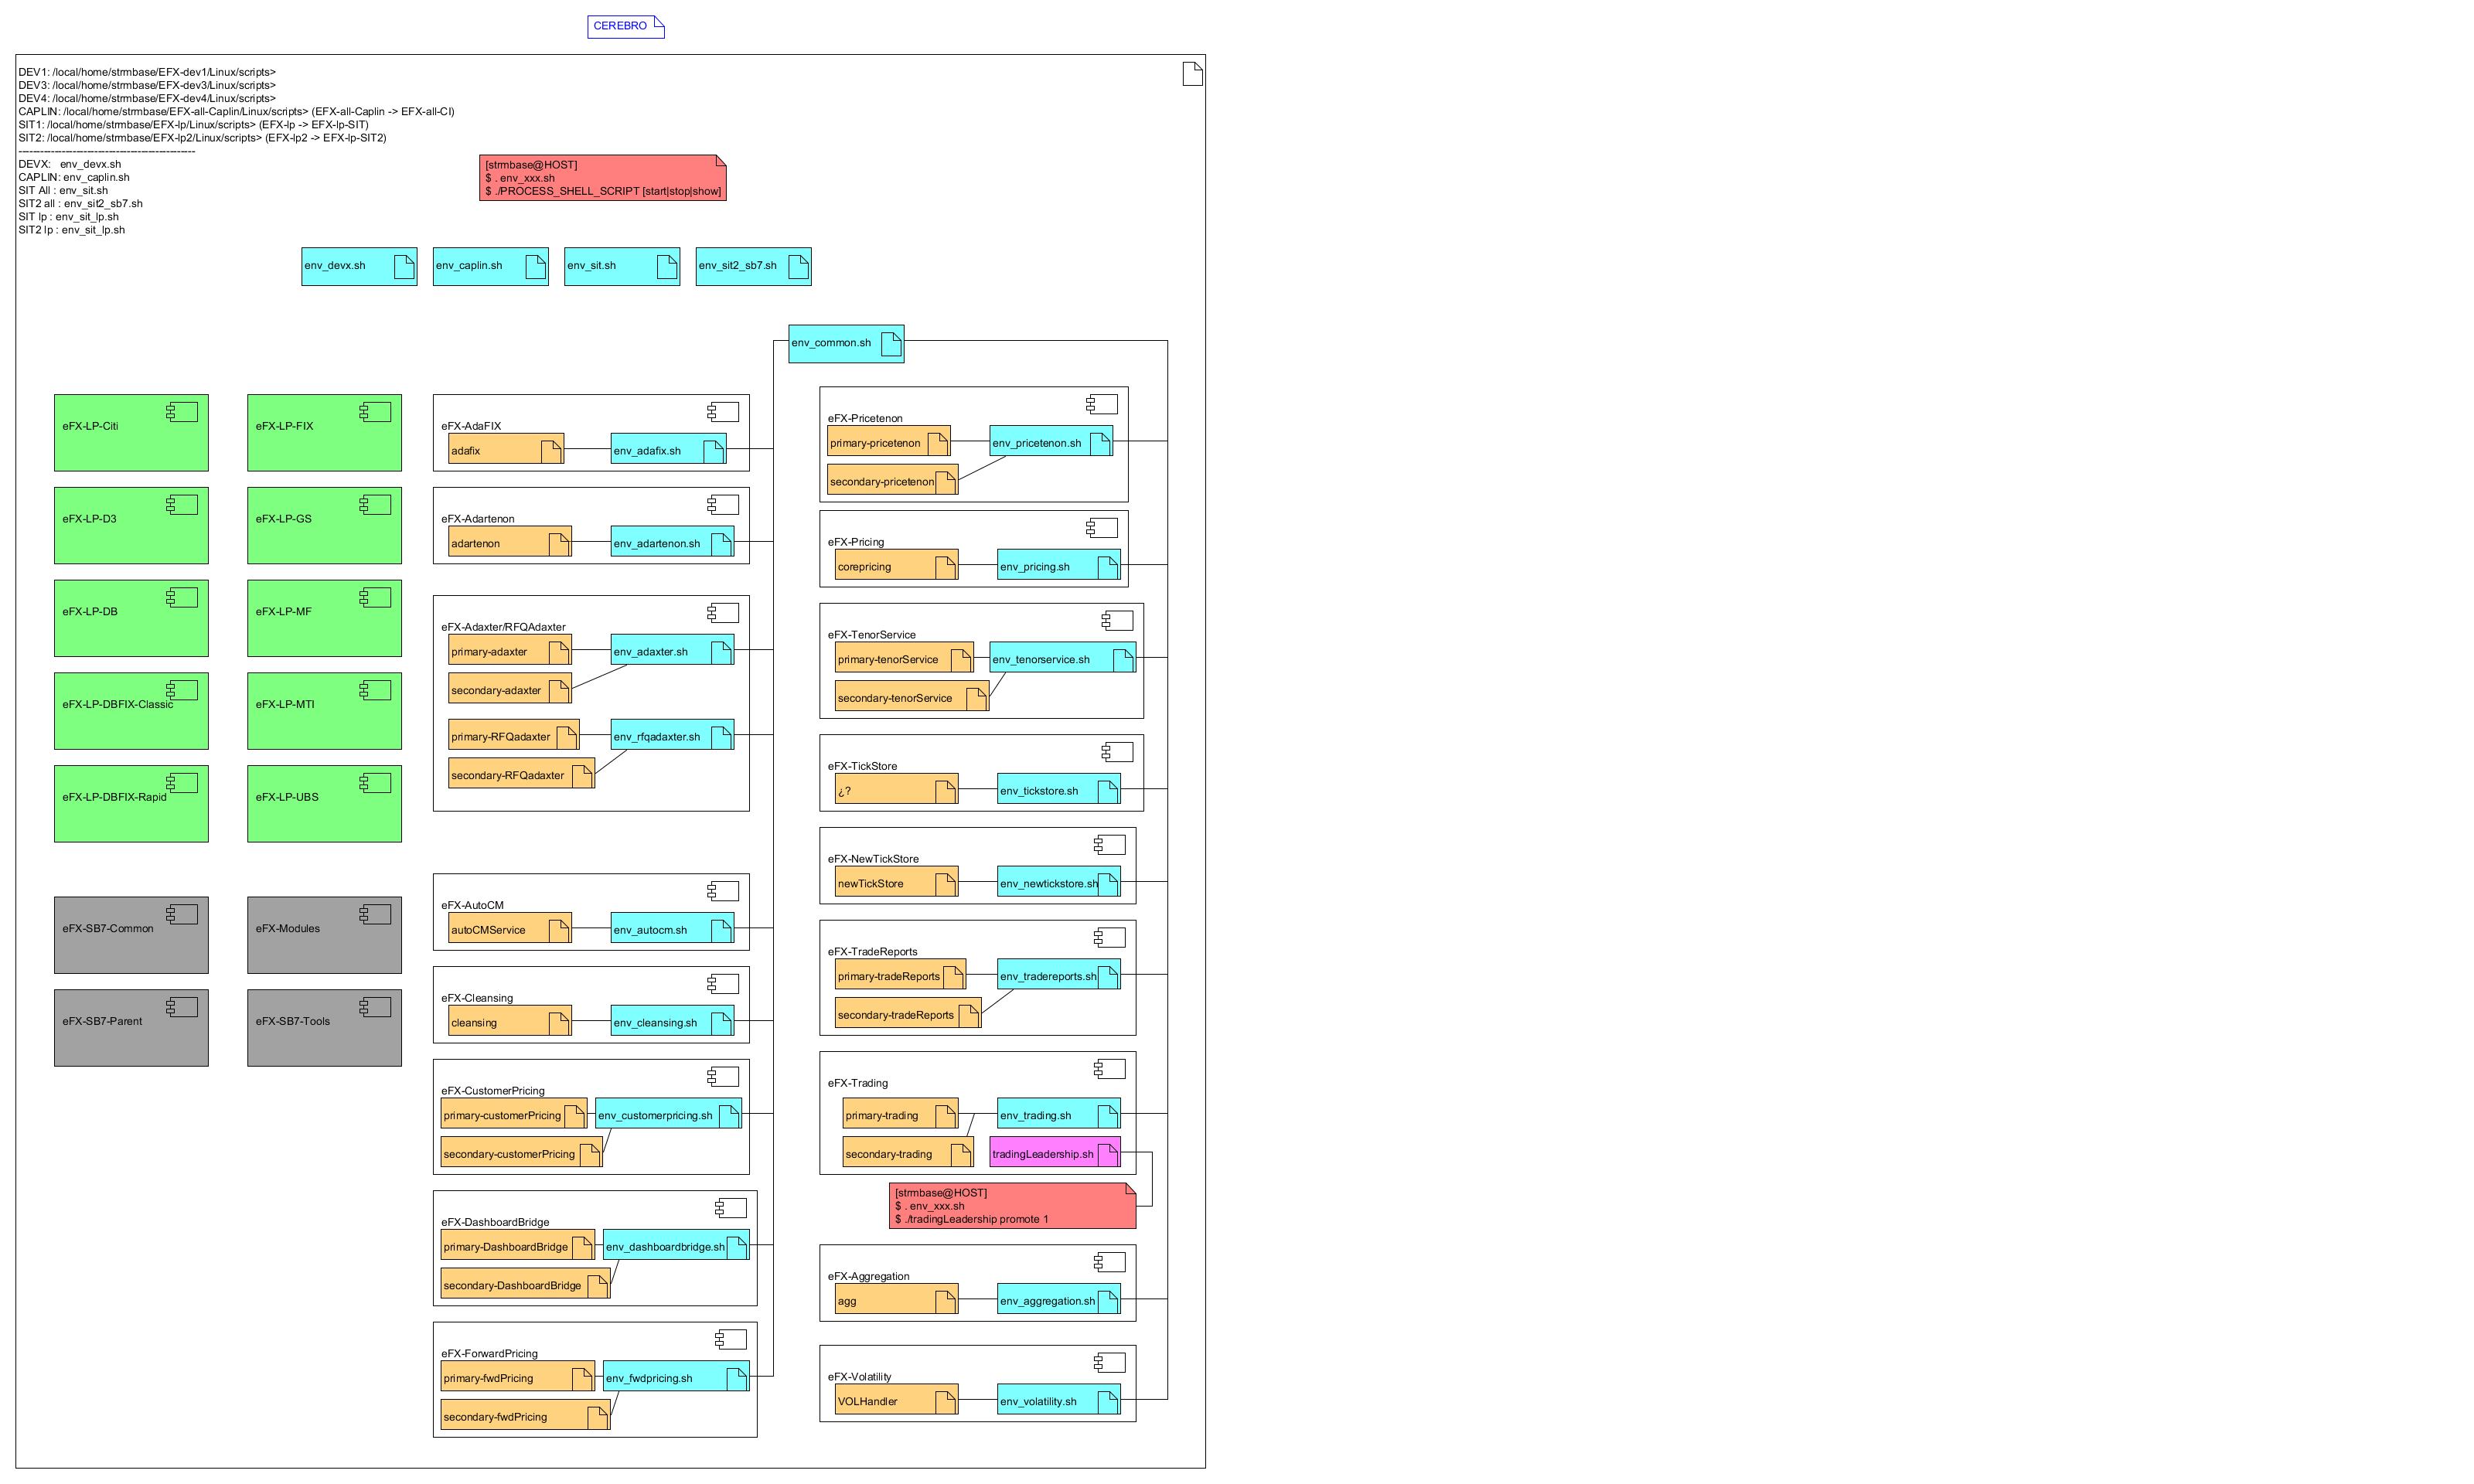 CEREBRO
DEV1: /local/home/strmbase/EFX-dev1/Linux/scripts>
DEV3: /local/home/strmbase/EFX-dev3/Linux/scripts>
DEV4: /local/home/strmbase/EFX-dev4/Linux/scripts>
CAPLIN: /local/home/strmbase/EFX-all-Caplin/Linux/scripts> (EFX-all-Caplin -> EFX-all-CI)
SIT1: /local/home/strmbase/EFX-lp/Linux/scripts> (EFX-lp -> EFX-lp-SIT)
SIT2: /local/home/strmbase/EFX-lp2/Linux/scripts> (EFX-lp2 -> EFX-lp-SIT2)
-------------------------------------------------
DEVX:   env_devx.sh
CAPLIN: env_caplin.sh
SIT All : env_sit.sh
SIT2 all : env_sit2_sb7.sh
SIT lp : env_sit_lp.sh
SIT2 lp : env_sit_lp.sh
[strmbase@HOST]
$ . env_xxx.sh
$ ./PROCESS_SHELL_SCRIPT [start|stop|show]
env_devx.sh
env_caplin.sh
env_sit.sh
env_sit2_sb7.sh
env_common.sh
eFX-LP-Citi
eFX-LP-FIX
eFX-LP-D3
eFX-LP-GS
eFX-LP-DB
eFX-LP-MF
eFX-LP-DBFIX-Classic
eFX-LP-MTI
eFX-LP-DBFIX-Rapid
eFX-LP-UBS
eFX-SB7-Common
eFX-Modules
eFX-SB7-Parent
eFX-SB7-Tools
eFX-AdaFIX
adafix
env_adafix.sh
eFX-Adartenon
adartenon
env_adartenon.sh
eFX-Adaxter/RFQAdaxter
primary-adaxter
env_adaxter.sh
secondary-adaxter
primary-RFQadaxter
env_rfqadaxter.sh
secondary-RFQadaxter
eFX-AutoCM
autoCMService
env_autocm.sh
eFX-Cleansing
cleansing
env_cleansing.sh
eFX-CustomerPricing
primary-customerPricing
env_customerpricing.sh
secondary-customerPricing
eFX-DashboardBridge
primary-DashboardBridge
env_dashboardbridge.sh
secondary-DashboardBridge
eFX-ForwardPricing
primary-fwdPricing
env_fwdpricing.sh
secondary-fwdPricing
eFX-Pricetenon
primary-pricetenon
env_pricetenon.sh
secondary-pricetenon
eFX-Pricing
corepricing
env_pricing.sh
eFX-TenorService
primary-tenorService
env_tenorservice.sh
secondary-tenorService
eFX-TickStore
¿?
env_tickstore.sh
eFX-NewTickStore
newTickStore
env_newtickstore.sh
eFX-TradeReports
primary-tradeReports
env_tradereports.sh
secondary-tradeReports
eFX-Trading
primary-trading
env_trading.sh
secondary-trading
tradingLeadership.sh
[strmbase@HOST]
$ . env_xxx.sh
$ ./tradingLeadership promote 1
eFX-Aggregation
agg
env_aggregation.sh
eFX-Volatility
VOLHandler
env_volatility.sh